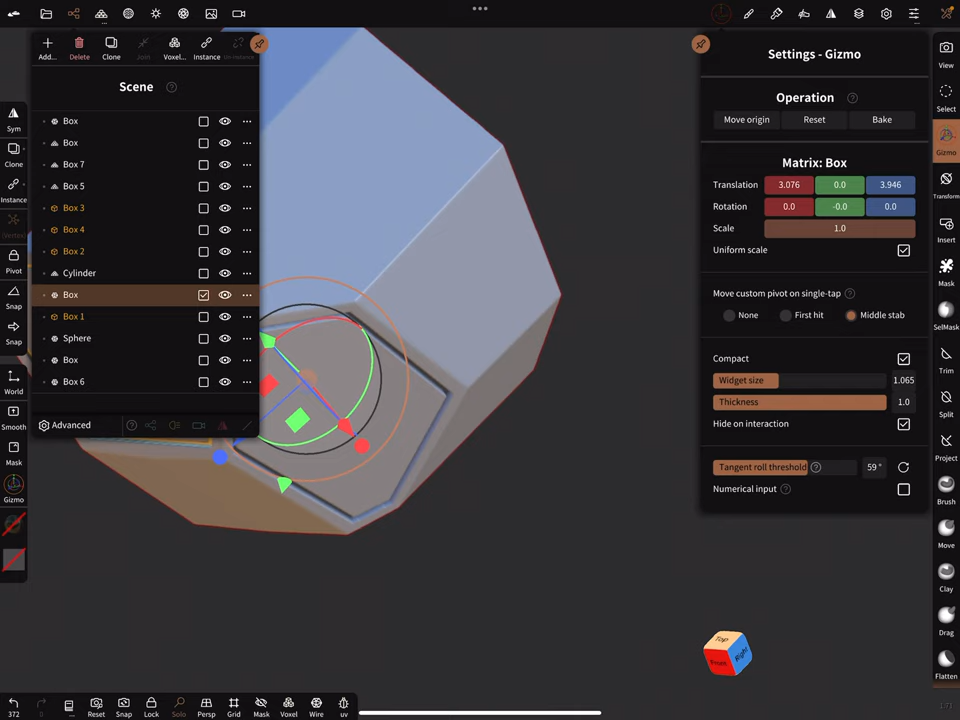 Add...
Delete
Clone
Join
Voxel...
Instance
Un-instance
Scene
Box
Box
Box 7
Box 5
Box 3
Box 4
Box 2
Cylinder
Box
Box 1
Sphere
Box
Box 6
Advanced
Sym
Clone
Instance
(Vertex)
Pivot
Snap
Snap
World
Smooth
Mask
Gizmo
Settings - Gizmo
Operation
Move origin
Reset
Bake
Matrix: Box
Translation 3.076 0.0 3.946
Rotation 0.0 -0.0 0.0
Scale 1.0
Uniform scale
Move custom pivot on single-tap
None First hit Middle stab
Compact
Widget size 1.065
Thickness 1.0
Hide on interaction
Tangent roll threshold 59 °
Numerical input
View
Select
Gizmo
Transform
Insert
Mask
SelMask
Trim
Split
Project
Brush
Move
Clay
Drag
Flatten
Top
Front
Right
372
0
...
Reset
Snap
Lock
Solo
Persp
Grid
Mask
Voxel
Wire
uv
1.71